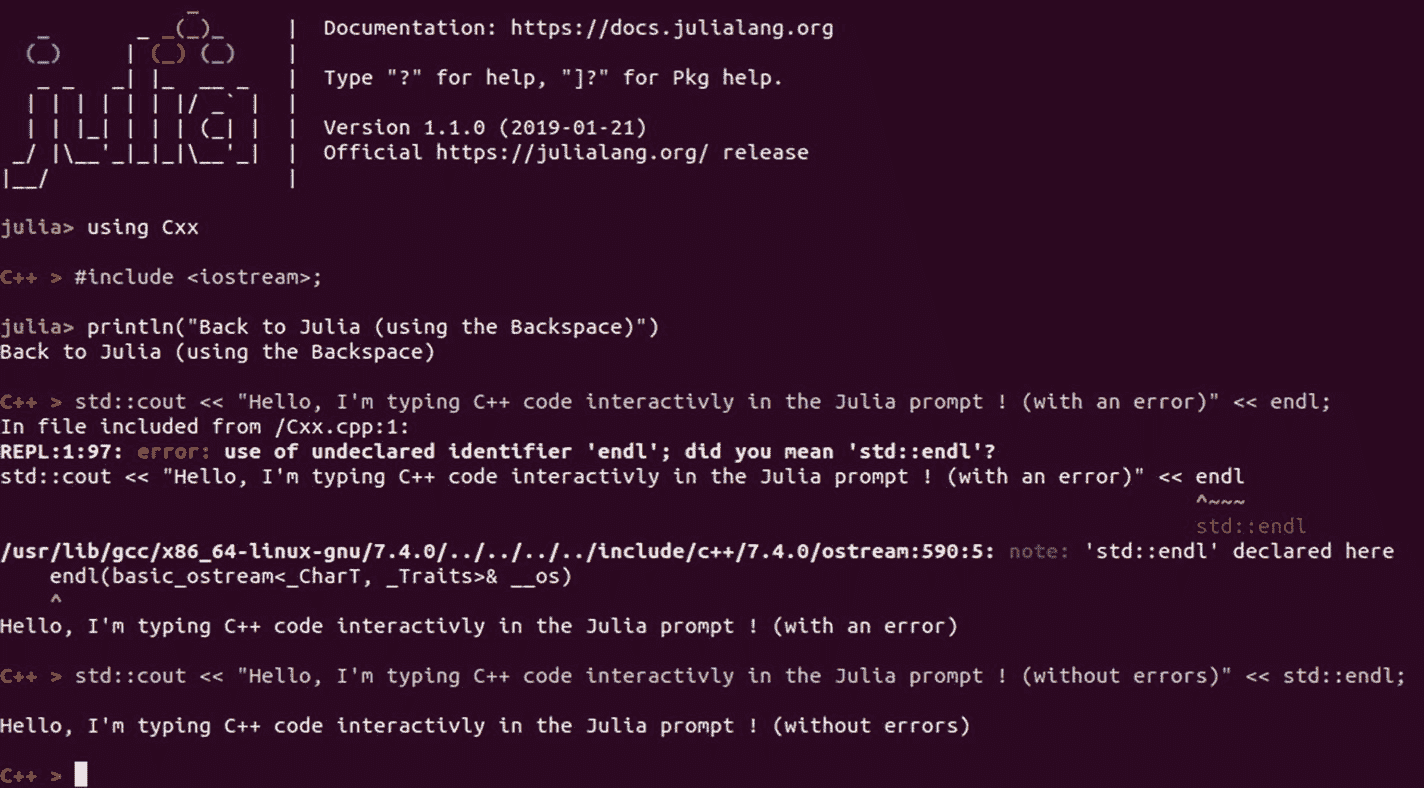 Documentation: https://docs.julialang.org
Type "?" for help, "]?" for Pkg help.
Version 1.1.0 (2019-01-21)
Official https://julialang.org/ release
julia> using Cxx
C++ > #include <iostream>;
julia> println("Back to Julia (using the Backspace)")
Back to Julia (using the Backspace)
C++ > std::cout << "Hello, I'm typing C++ code interactivly in the Julia prompt ! (with an error)" << endl;
In file included from /Cxx.cpp:1:
REPL:1:97: error: use of undeclared identifier 'endl'; did you mean 'std::endl'?
std::cout << "Hello, I'm typing C++ code interactivly in the Julia prompt ! (with an error)" << endl
^~~~
std::endl
/usr/lib/gcc/x86_64-linux-gnu/7.4.0/../../../../include/c++/7.4.0/ostream:590:5: note: 'std::endl' declared here
endl(basic_ostream<_CharT, _Traits>& __os)
^
Hello, I'm typing C++ code interactivly in the Julia prompt ! (with an error)
C++ > std::cout << "Hello, I'm typing C++ code interactivly in the Julia prompt ! (without errors)" << std::endl;
Hello, I'm typing C++ code interactivly in the Julia prompt ! (without errors)
C++ >